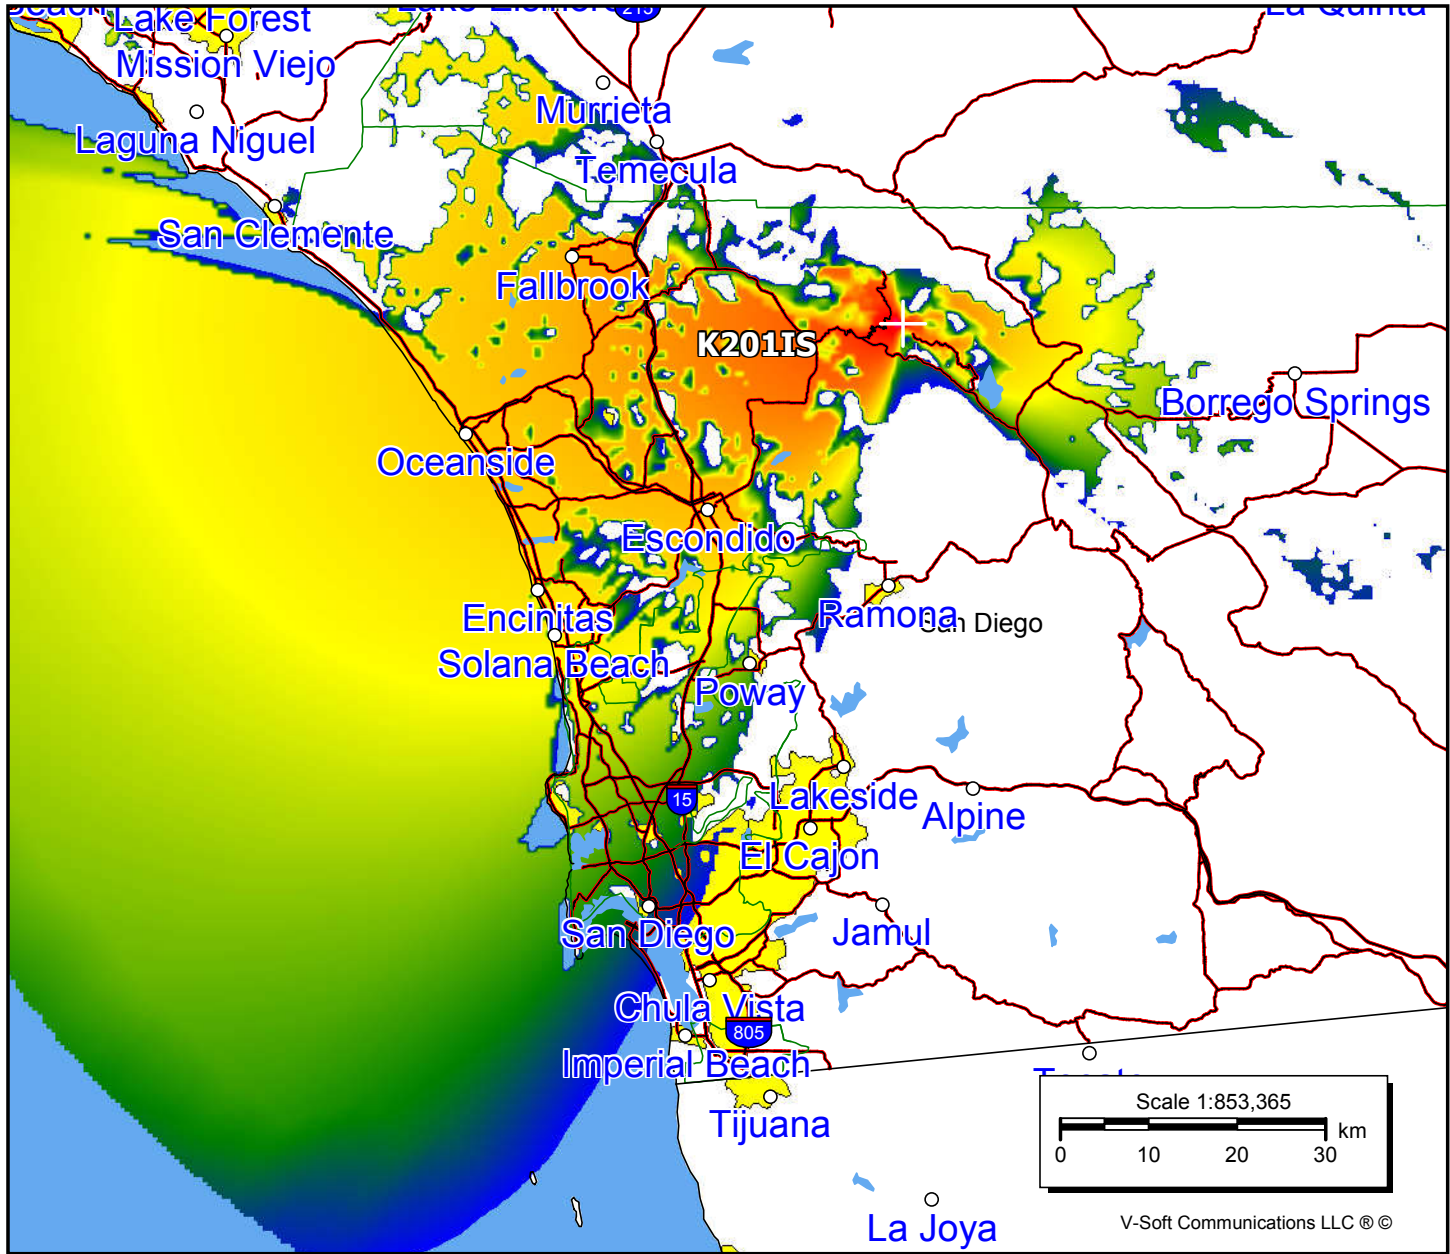 Lake Forest
215
Mission Viejo
Murrieta
Laguna Niguel
Temecula
San Clemente
Fallbrook
K201IS
Borrego Springs
Oceanside
Escondido
Encinitas
Ramona
San Diego
Solana Beach
Poway
15
Lakeside
Alpine
El Cajon
San Diego
Jamul
Chula Vista
805
Imperial Beach
Tijuana
Scale 1:853,365
km
0 10 20 30
La Joya
V-Soft Communications LLC ® ©